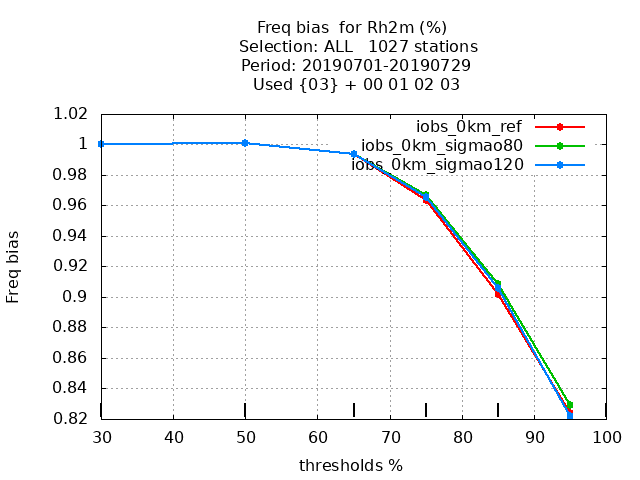 Freq bias  for Rh2m (%)
Selection: ALL   1027 stations
Period: 20190701-20190729
Used {03} + 00 01 02 03
iobs_0km_ref
iobs_0km_sigmao80
iobs_0km_sigmao120
Freq bias
1.02
1
0.98
0.96
0.94
0.92
0.9
0.88
0.86
0.84
0.82
30 40 50 60 70 80 90 100
thresholds %